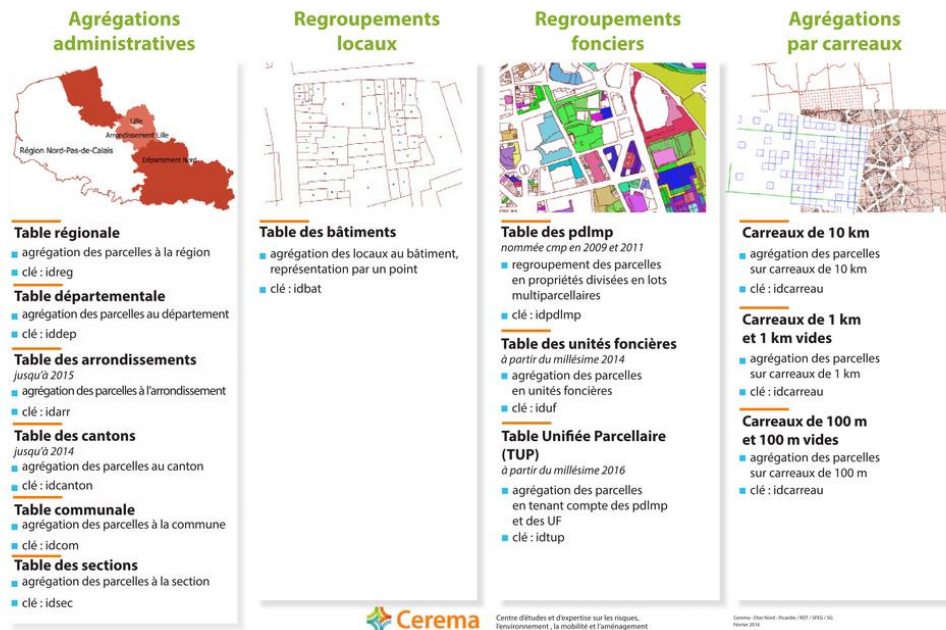 Agrégations
administratives
Lille
Arrondissement Lille
Région Nord-Pas-de-Calais
Département Nord
Table régionale
agrégation des parcelles à la région
clé : idreg
Table départementale
agrégation des parcelles au département
clé : iddep
Table des arrondissements
jusqu'à 2015
agrégation des parcelles à l'arrondissement
clé : idarr
Table des cantons
jusqu'à 2014
agrégation des parcelles au canton
clé : idcanton
Table communale
agrégation des parcelles à la commune
clé : idcom
Table des sections
agrégation des parcelles à la section
clé : idsec
Regroupements
locaux
Table des bâtiments
agrégation des locaux au bâtiment,
représentation par un point
clé : idbat
Regroupements
fonciers
Table des pdlmp
nommée cmp en 2009 et 2011
regroupement des parcelles
en propriétés divisées en lots
multiparcellaires
clé : idpdlmp
Table des unités foncières
à partir du millésime 2014
agrégation des parcelles
en unités foncières
clé : iduf
Table Unifiée Parcellaire
(TUP)
à partir du millésime 2016
agrégation des parcelles
en tenant compte des pdlmp
et des UF
clé : idtup
Agrégations
par carreaux
Carreaux de 10 km
agrégation des parcelles
sur carreaux de 10 km
clé : idcarreau
Carreaux de 1 km
et 1 km vides
agrégation des parcelles
sur carreaux de 1 km
clé : idcarreau
Carreaux de 100 m
et 100 m vides
agrégation des parcelles
sur carreaux de 100 m
clé : idcarreau
Cerema
Centre d'études et d'expertise sur les risques,
l'environnement, la mobilité et l'aménagement
Cerema - Dter Nord - Picardie / RDT / SFEG / SG
Février 2016